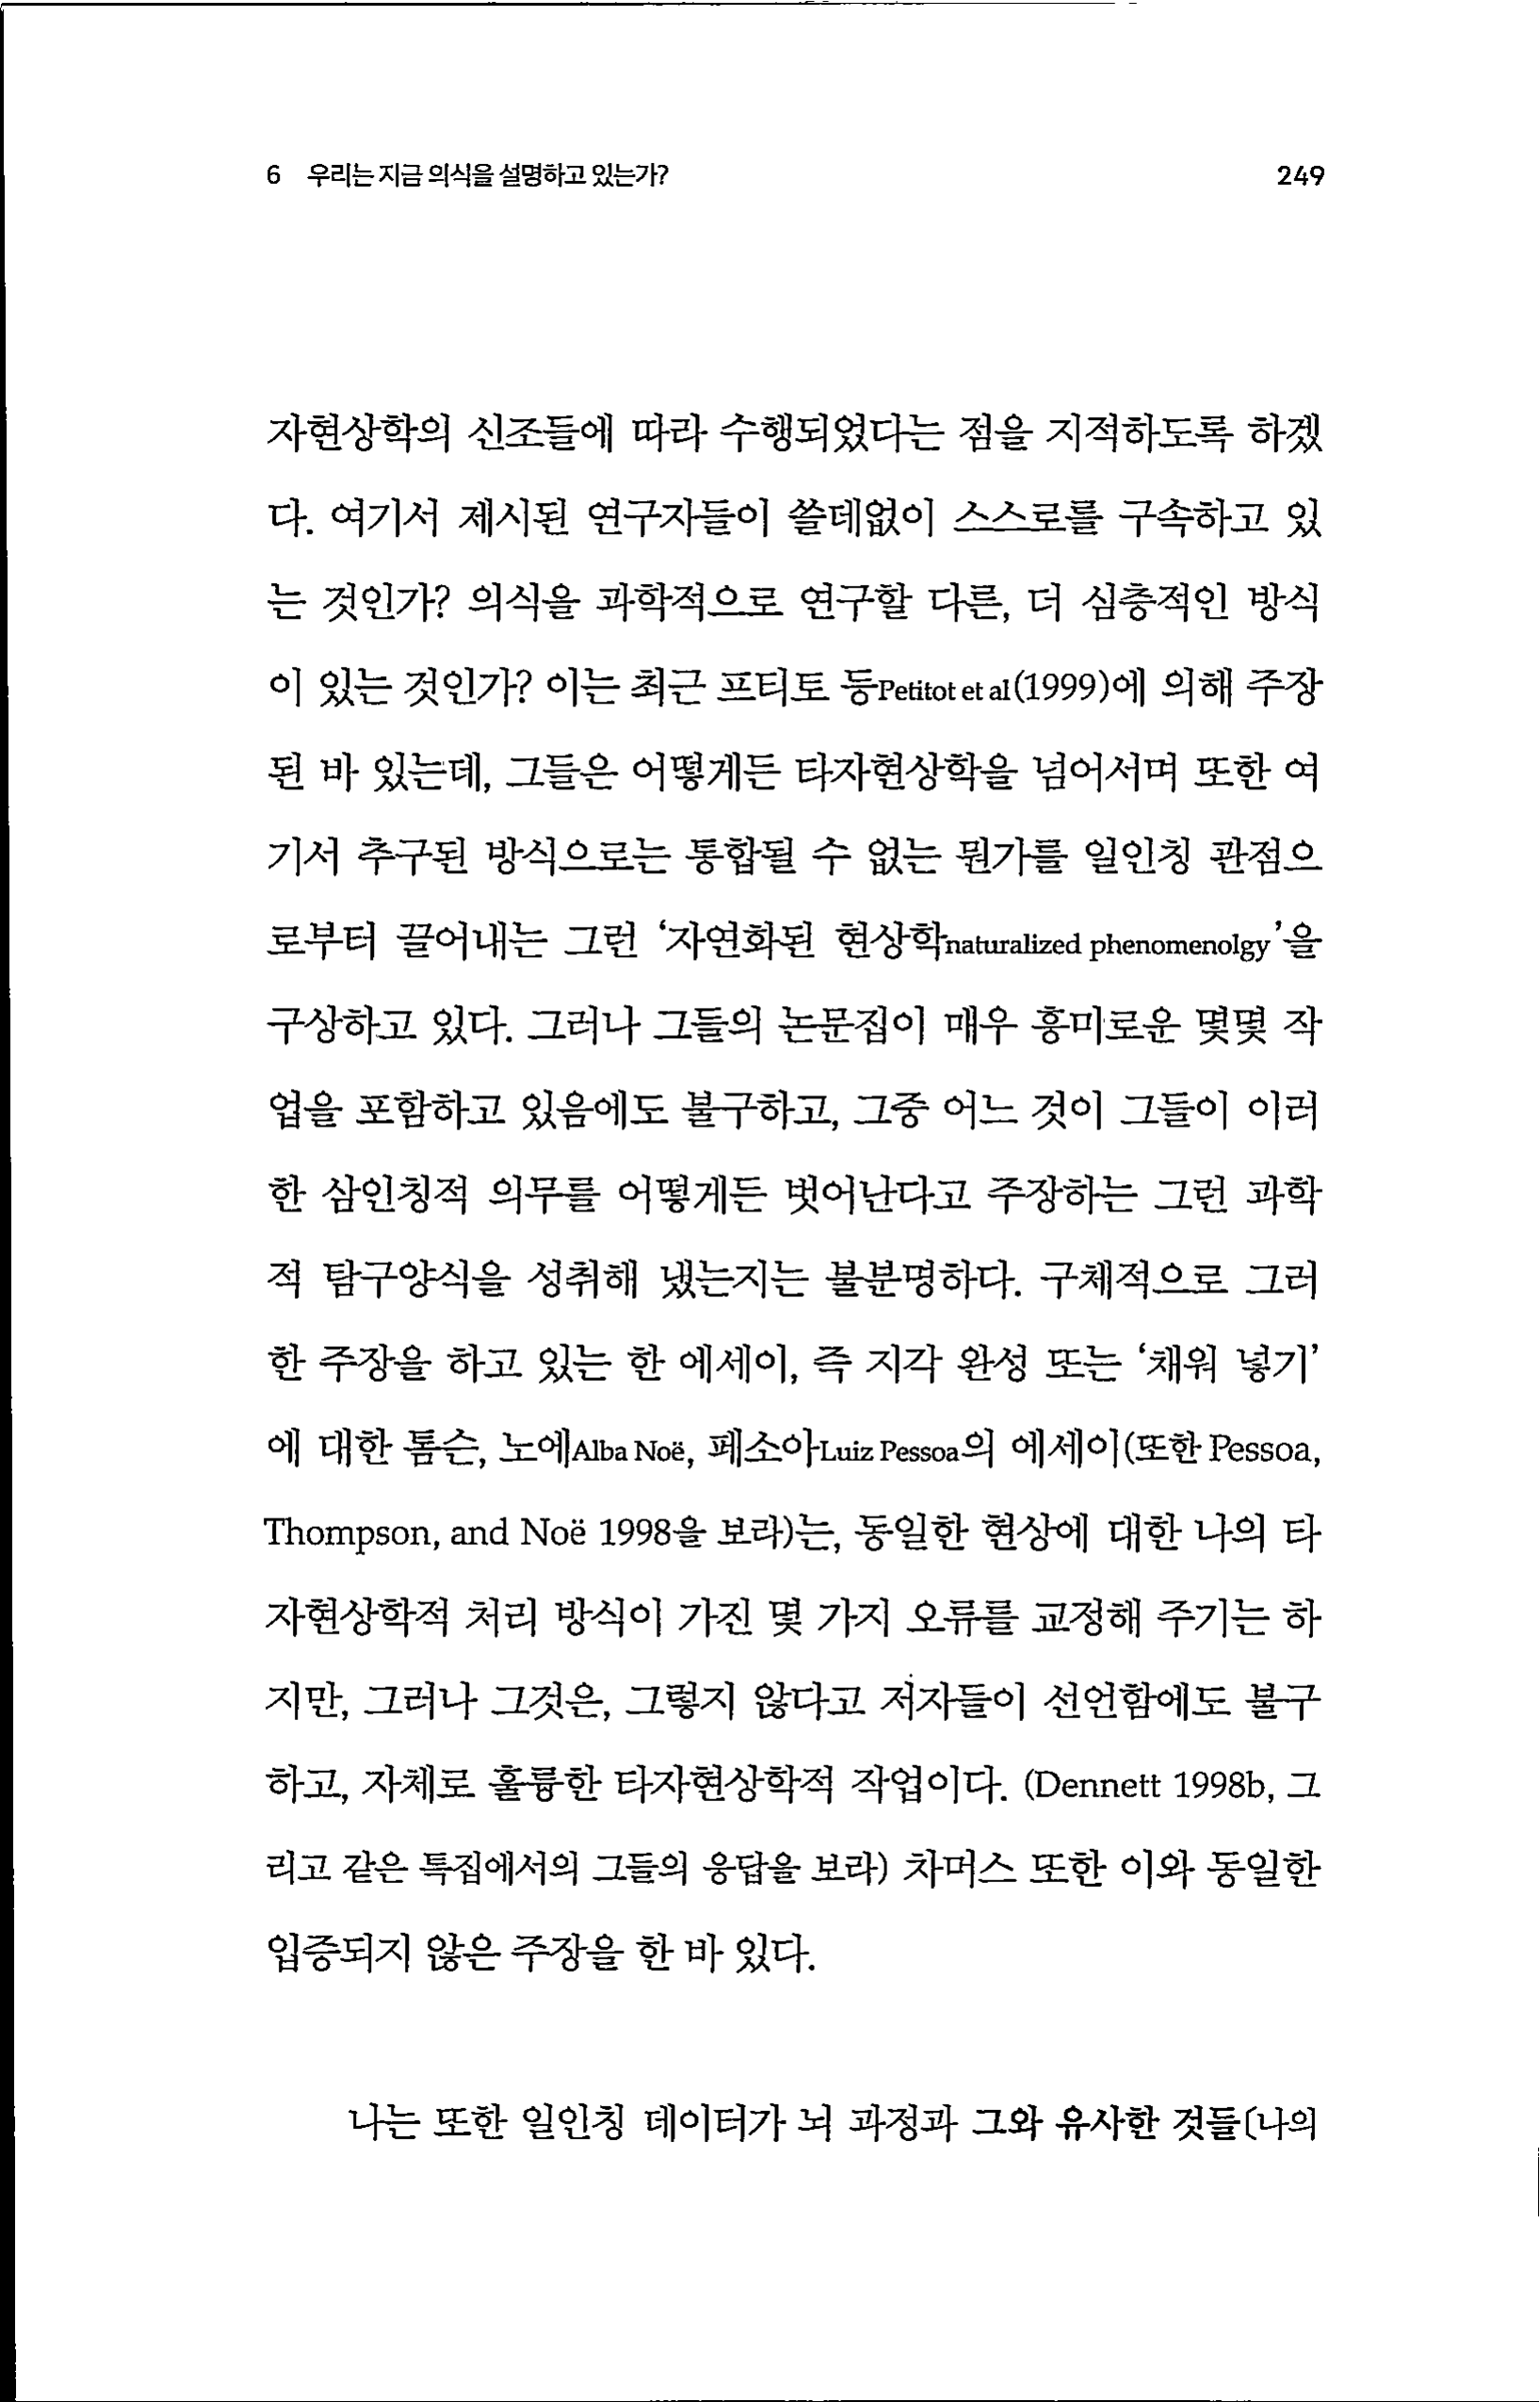 6 우리는 지금 의식을 설명하고 있는가? 249
자현상학의 신조들에 따라 수행되었다는 점을 지적하도록 하겠
다. 여기서 제시된 연구자들이 쓸데없이 스스로를 구속하고 있
는 것인가? 의식을 과학적으로 연구할 다른, 더 심층적인 방식
이 있는 것인가? 이는 최근 프티토 등Petitot et al(1999)에 의해 주장
된 바 있는데, 그들은 어떻게든 타자현상학을 넘어서며 또한 여
기서 추구된 방식으로는 통합될 수 없는 뭔가를 일인칭 관점으
로부터 끌어내는 그런 ‘자연화된 현상학naturalized phenomenolgy’을
구상하고 있다. 그러나 그들의 논문집이 매우 흥미로운 몇몇 작
업을 포함하고 있음에도 불구하고, 그중 어느 것이 그들이 이러
한 삼인칭적 의무를 어떻게든 벗어난다고 주장하는 그런 과학
적 탐구양식을 성취해 냈는지는 불분명하다. 구체적으로 그러
한 주장을 하고 있는 한 에세이, 즉 지각 완성 또는 ‘채워 넣기’
에 대한 톰슨, 노에Alba Noë, 페소아Luiz Pessoa의 에세이(또한 Pessoa,
Thompson, and Noë 1998을 보라)는, 동일한 현상에 대한 나의 타
자현상학적 처리 방식이 가진 몇 가지 오류를 교정해 주기는 하
지만, 그러나 그것은, 그렇지 않다고 저자들이 선언함에도 불구
하고, 자체로 훌륭한 타자현상학적 작업이다. (Dennett 1998b, 그
리고 같은 특집에서의 그들의 응답을 보라) 차머스 또한 이와 동일한
입증되지 않은 주장을 한 바 있다.
나는 또한 일인칭 데이터가 뇌 과정과 그와 유사한 것들(나의